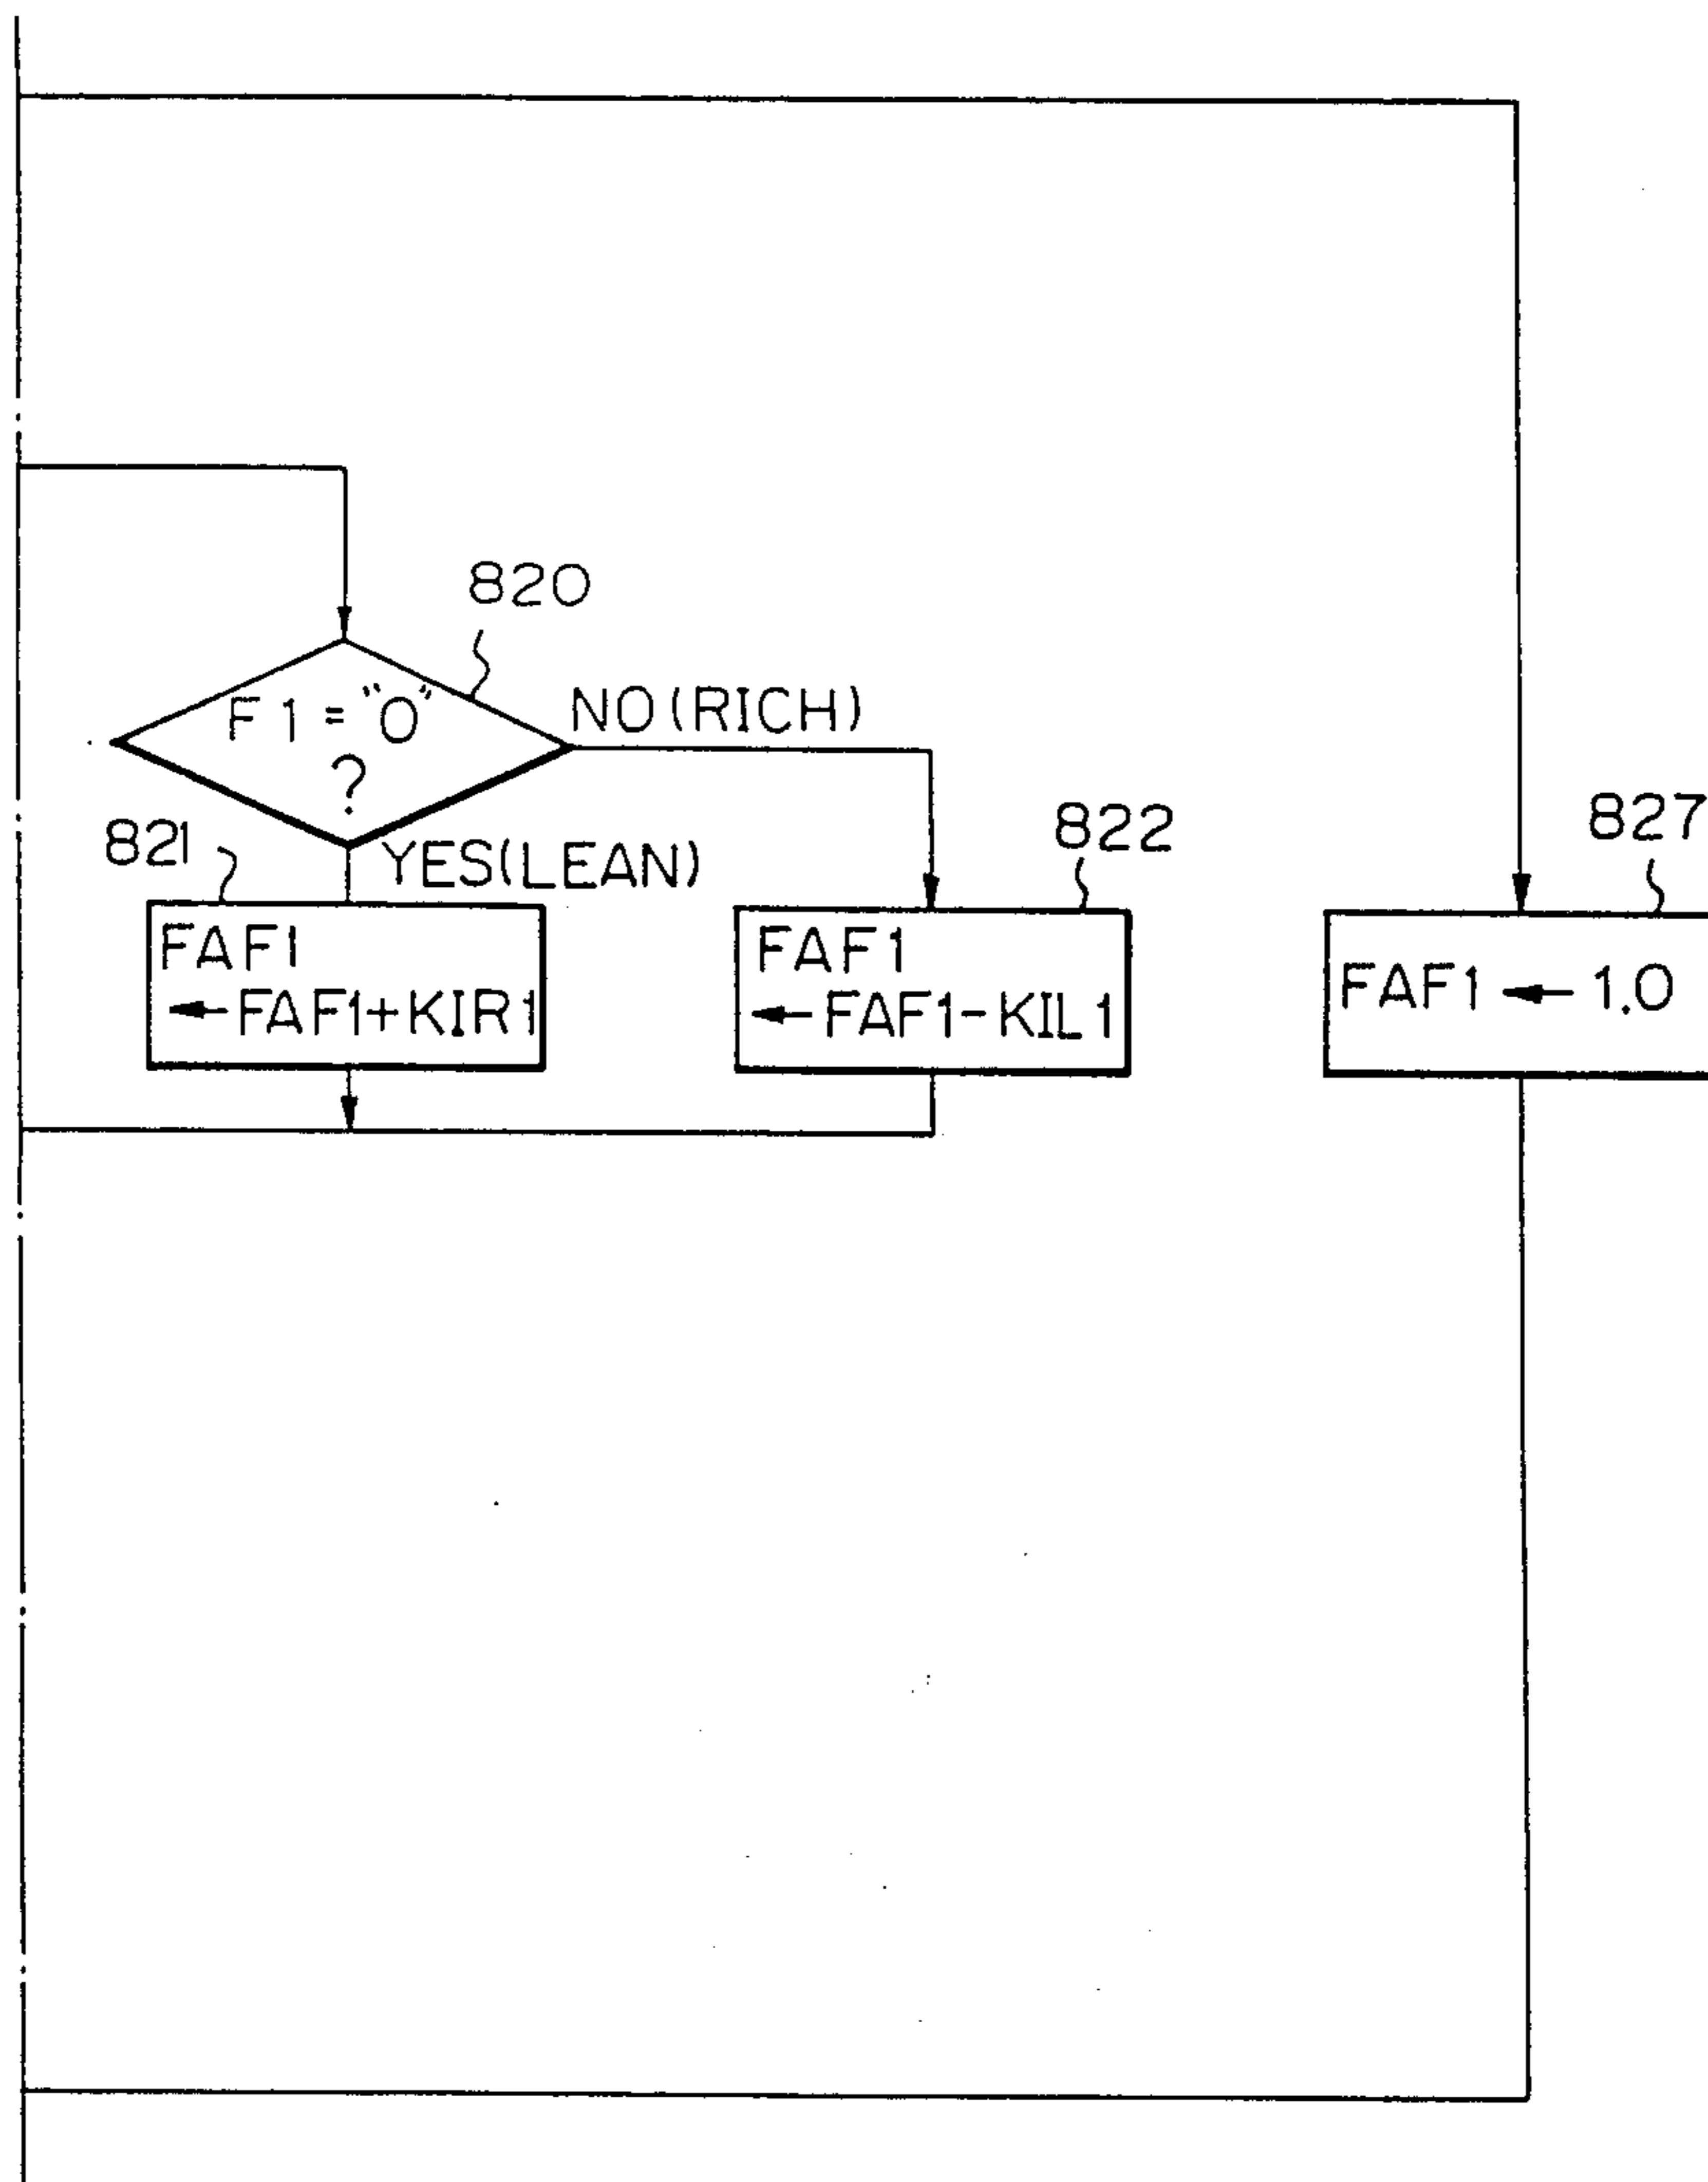 820
F1="0"
?
NO(RICH)
821
YES(LEAN)
822
827
FAF1
←FAF1+KIR1
FAF1
←FAF1-KIL1
FAF1←1.0